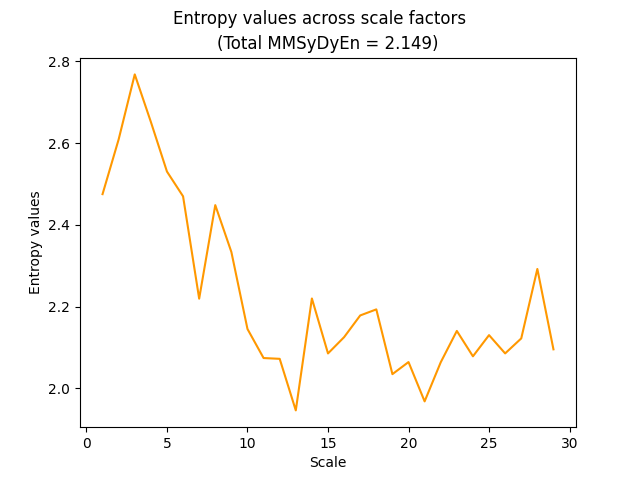 Entropy values across scale factors
(Total MMSyDyEn = 2.149)
2.8
2.6
2.4
2.2
2.0
Entropy values
0 5 10 15 20 25 30
Scale